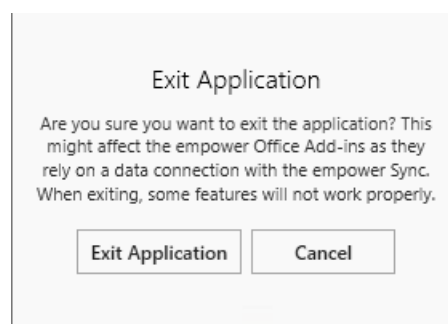 Exit Application
Are you sure you want to exit the application? This
might affect the empower Office Add-ins as they
rely on a data connection with the empower Sync.
When exiting, some features will not work properly.
Exit Application Cancel